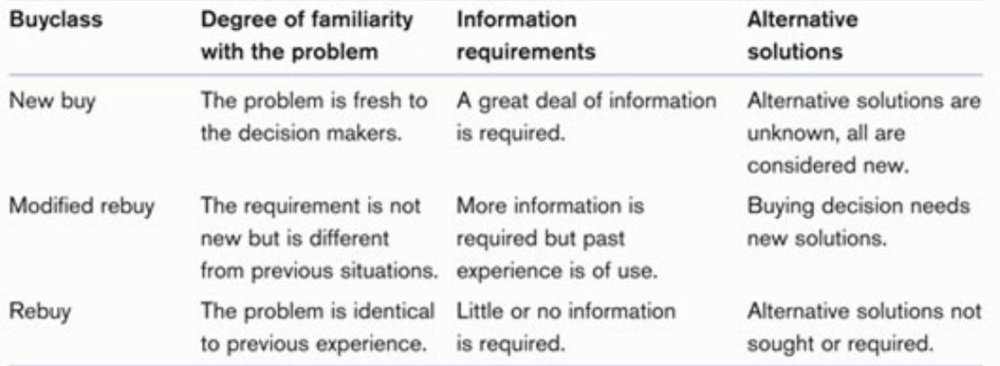 Buyclass Degree of familiarity Information Alternative
with the problem requirements solutions
New buy The problem is fresh to A great deal of information Alternative solutions are
the decision makers. is required. unknown, all are
considered new.
Modified rebuy The requirement is not More information is Buying decision needs
new but is different required but past new solutions.
from previous situations. experience is of use.
Rebuy The problem is identical Little or no information Alternative solutions not
to previous experience. is required. sought or required.